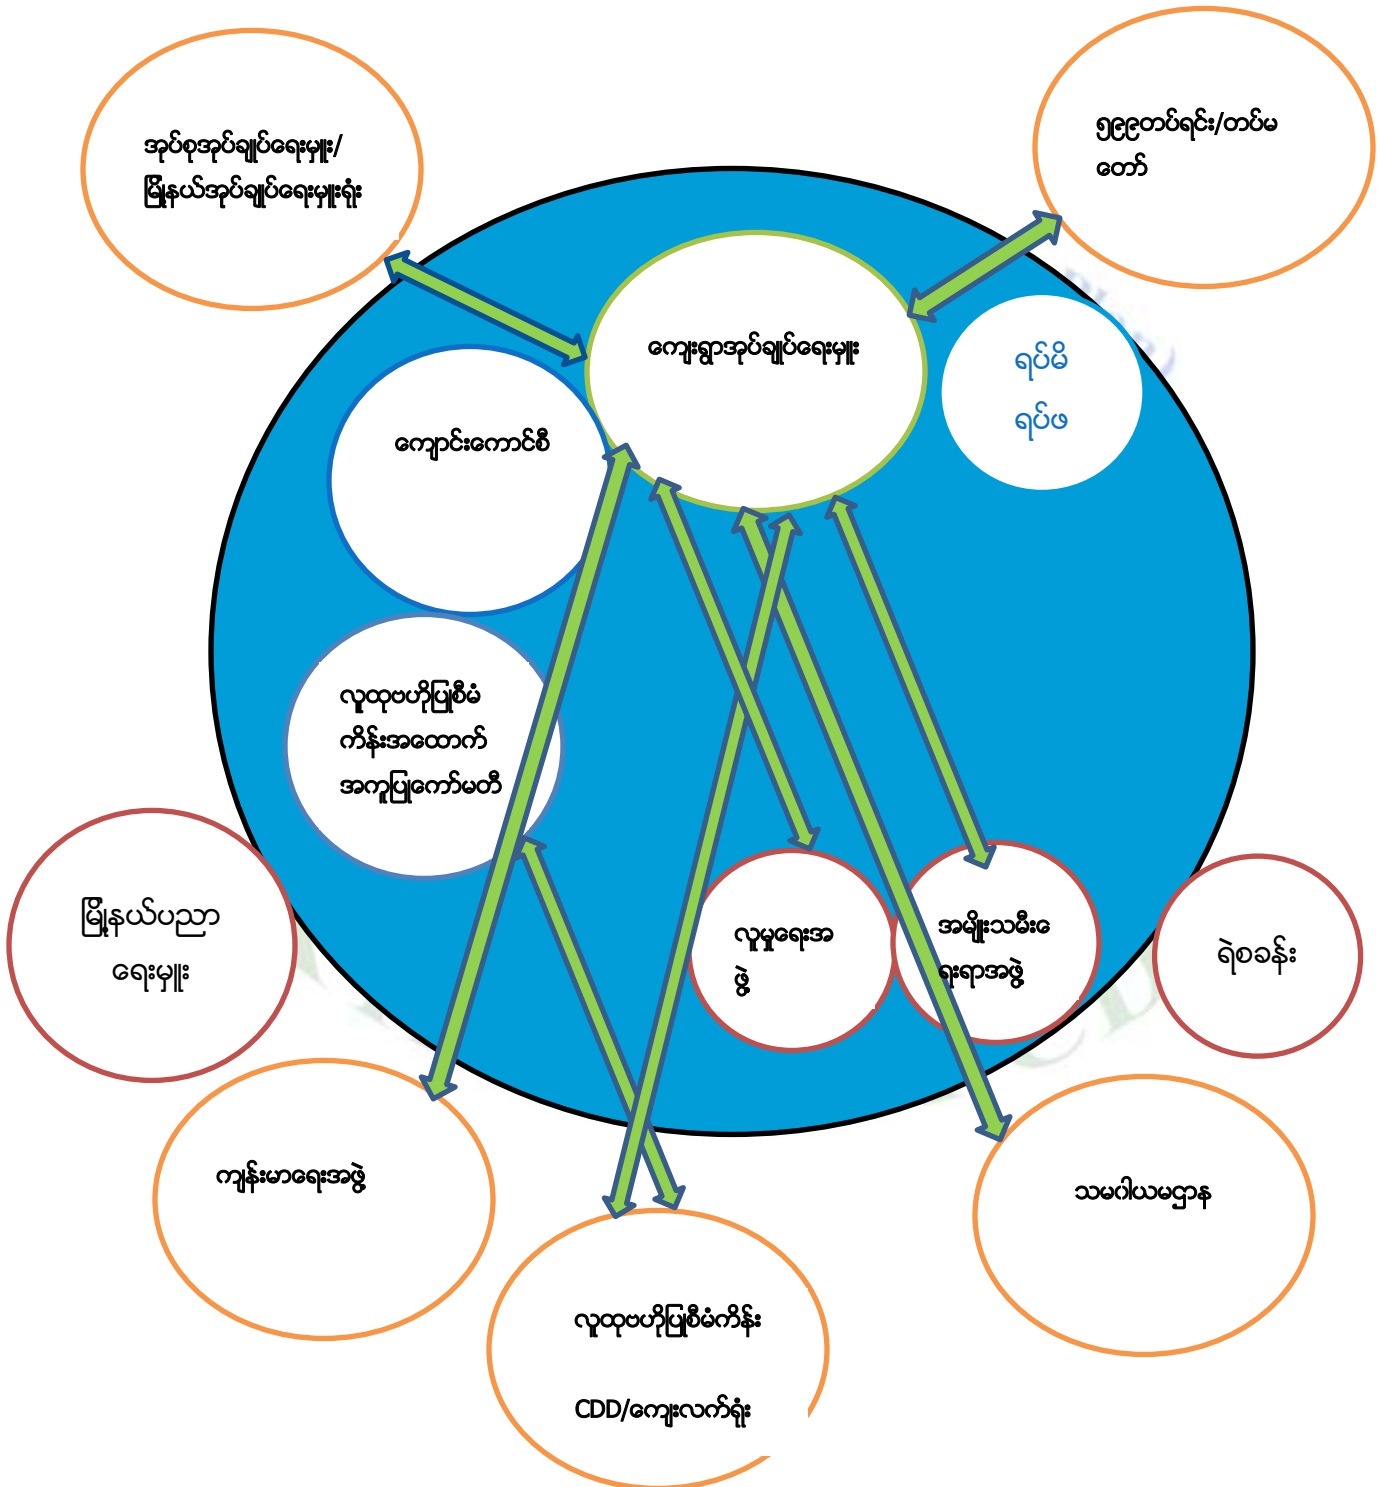 အုပ်စုအုပ်ချုပ်ရေးမှူး/
မြို့နယ်အုပ်ချုပ်ရေးမှူးရုံး
၅၉၉တပ်ရင်း/တပ်မ
တော်
ကျေးရွာအုပ်ချုပ်ရေးမှူး
ရပ်မိ
ရပ်ဖ
ကျောင်းကောင်စီ
လူထုဗဟိုပြုစီမံ
ကိန်းအထောက်
အကူပြုကော်မတီ
မြို့နယ်ပညာ
ရေးမှူး
လူမှုရေးအ
ဖွဲ့
အမျိုးသမီးေ
ရးရာအဖွဲ့
ရဲစခန်း
ကျန်းမာရေးအဖွဲ့
သမဂါယမဌာန
လူထုဗဟိုပြုစီမံကိန်း
CDD/ကျေးလက်ရုံး